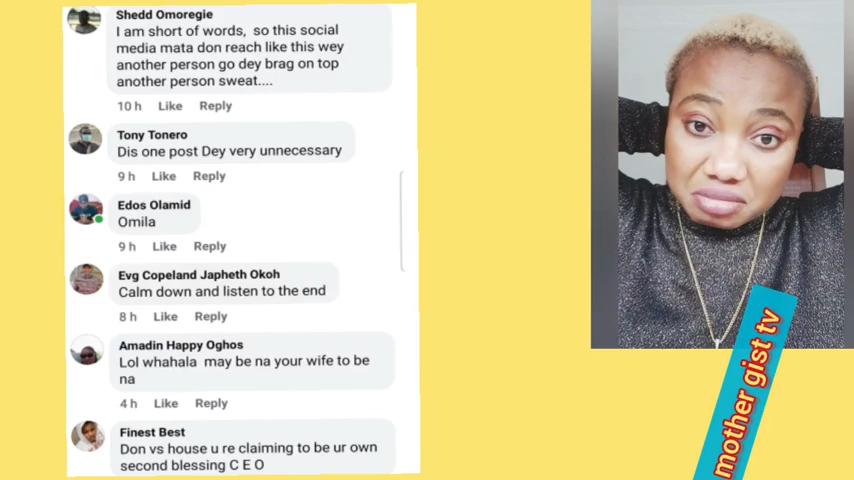 Shedd Omoregie
I am short of words, so this social
media mata don reach like this wey
another person go dey brag on top
another person sweat....
10 h Like Reply
Tony Tonero
Dis one post Dey very unnecessary
9 h Like Reply
Edos Olamid
Omila
9 h Like Reply
Evg Copeland Japheth Okoh
Calm down and listen to the end
8 h Like Reply
Amadin Happy Oghos
Lol whahala may be na your wife to be
na
4 h Like Reply
Finest Best
Don vs house u re claiming to be ur own
second blessing C E O
mother gist tv